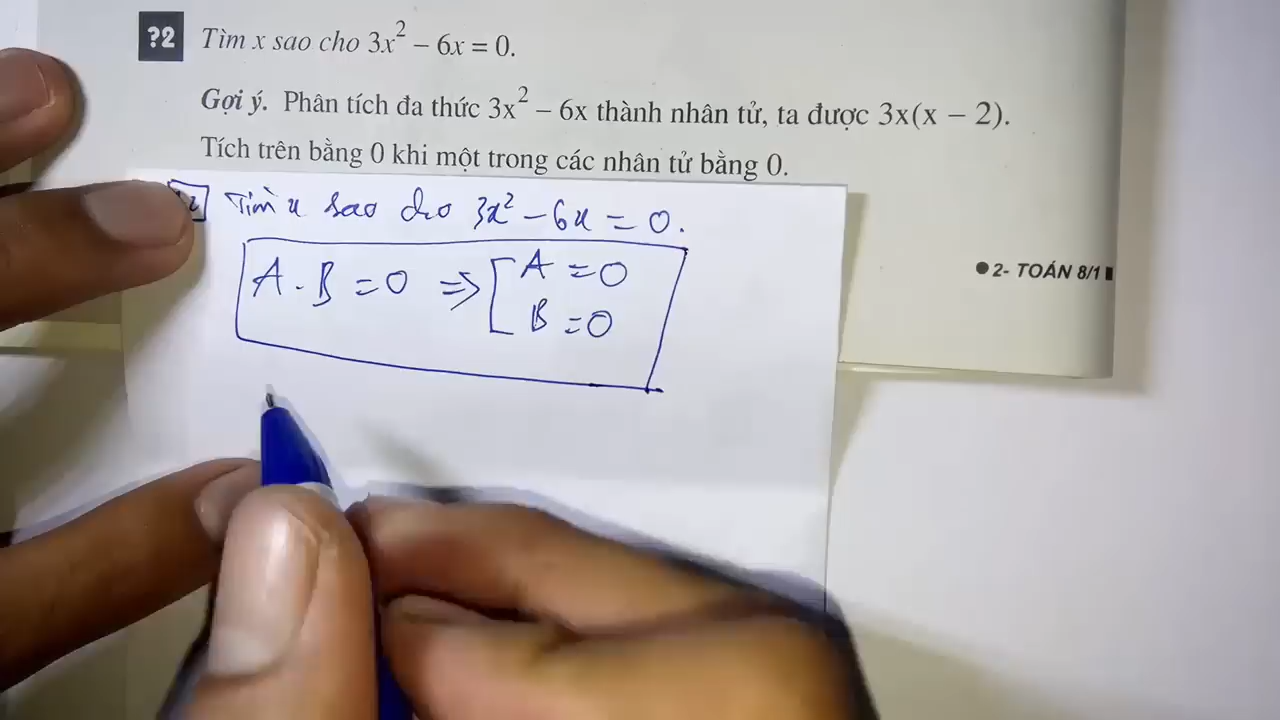 ?2 Tìm x sao cho 3x² – 6x = 0.
Gợi ý. Phân tích đa thức 3x² – 6x thành nhân tử, ta được 3x(x – 2).
Tích trên bằng 0 khi một trong các nhân tử bằng 0.
2 Tìm x sao cho 3x² – 6x = 0.
A . B = 0 => [ A = 0
B = 0
2- TOÁN 8/1